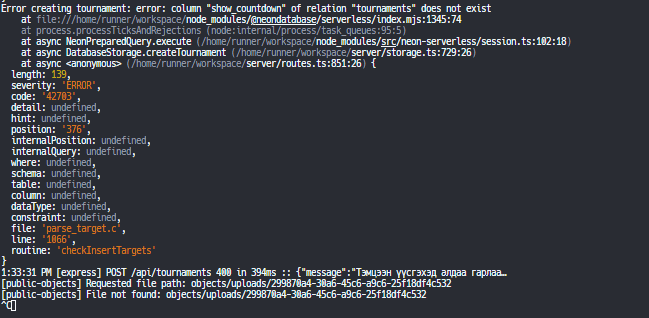 Error creating tournament: error: column "show_countdown" of relation "tournaments" does not exist
at file:///home/runner/workspace/node_modules/@neondatabase/serverless/index.mjs:1345:74
at process.processTicksAndRejections (node:internal/process/task_queues:95:5)
at async NeonPreparedQuery.execute (/home/runner/workspace/node_modules/src/neon-serverless/session.ts:102:18)
at async DatabaseStorage.createTournament (/home/runner/workspace/server/storage.ts:729:26)
at async <anonymous> (/home/runner/workspace/server/routes.ts:851:26) {
length: 139,
severity: 'ERROR',
code: '42703',
detail: undefined,
hint: undefined,
position: '376',
internalPosition: undefined,
internalQuery: undefined,
where: undefined,
schema: undefined,
table: undefined,
column: undefined,
dataType: undefined,
constraint: undefined,
file: 'parse_target.c',
line: '1066',
routine: 'checkInsertTargets'
}
1:33:31 PM [express] POST /api/tournaments 400 in 394ms :: {"message":"Тэмцээн үүсгэхэд алдаа гарлаа…
[public-objects] Requested file path: objects/uploads/299870a4-30a6-45c6-a9c6-25f18df4c532
[public-objects] File not found: objects/uploads/299870a4-30a6-45c6-a9c6-25f18df4c532
^C